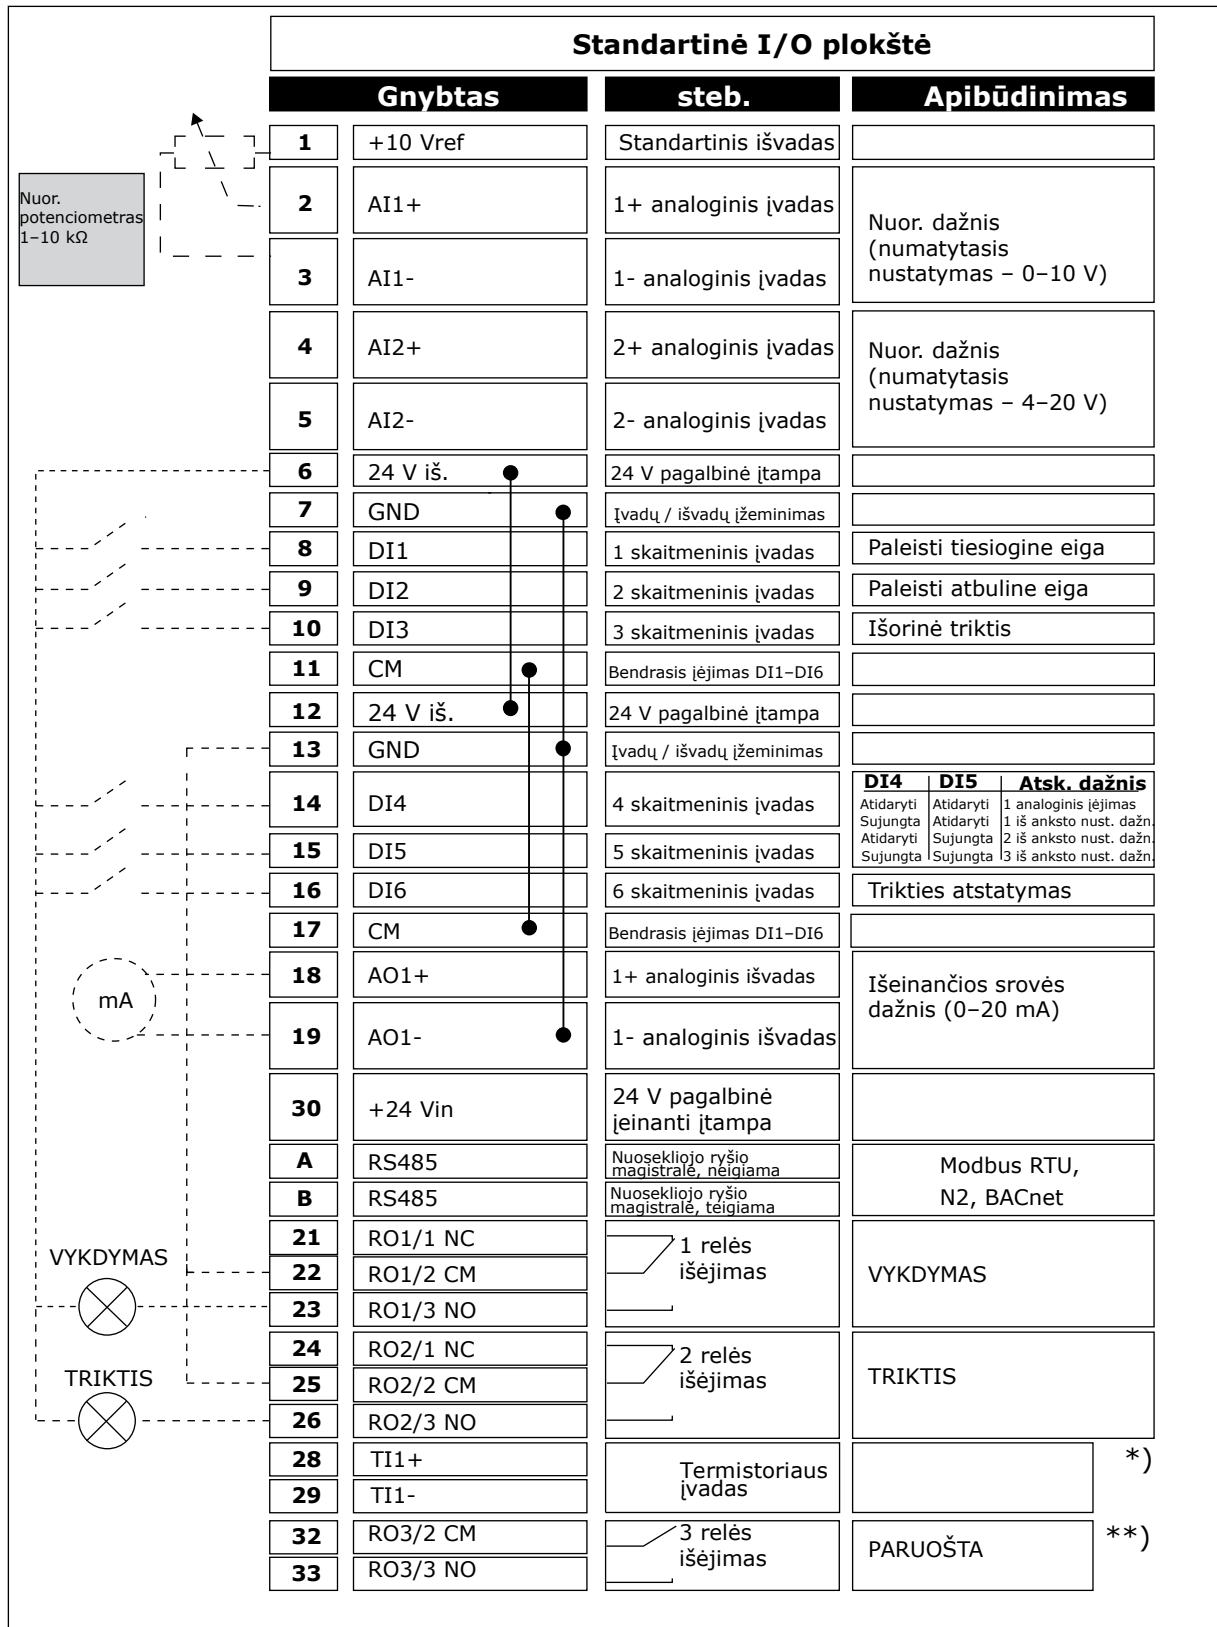 Standartinė I/O plokštė
Gnybtas steb. Apibūdinimas
1 +10 Vref Standartinis išvadas
Nuor.
potenciometras
1–10 kΩ
2 AI1+ 1+ analoginis įvadas
3 AI1- 1- analoginis įvadas
Nuor. dažnis
(numatytasis
nustatymas – 0–10 V)
4 AI2+ 2+ analoginis įvadas
5 AI2- 2- analoginis įvadas
Nuor. dažnis
(numatytasis
nustatymas – 4–20 V)
6 24 V iš. 24 V pagalbinė įtampa
7 GND Įvadų / išvadų įžeminimas
8 DI1 1 skaitmeninis įvadas Paleisti tiesiogine eiga
9 DI2 2 skaitmeninis įvadas Paleisti atbuline eiga
10 DI3 3 skaitmeninis įvadas Išorinė triktis
11 CM Bendrasis įėjimas DI1–DI6
12 24 V iš. 24 V pagalbinė įtampa
13 GND Įvadų / išvadų įžeminimas
14 DI4 4 skaitmeninis įvadas
15 DI5 5 skaitmeninis įvadas
DI4 DI5 Atsk. dažnis
Atidaryti Atidaryti 1 analoginis įėjimas
Sujungta Atidaryti 1 iš anksto nust. dažn.
Atidaryti Sujungta 2 iš anksto nust. dažn.
Sujungta Sujungta 3 iš anksto nust. dažn.
16 DI6 6 skaitmeninis įvadas Trikties atstatymas
17 CM Bendrasis įėjimas DI1–DI6
mA
18 AO1+ 1+ analoginis išvadas
19 AO1- 1- analoginis išvadas
Išeinančios srovės
dažnis (0–20 mA)
30 +24 Vin 24 V pagalbinė
įeinanti įtampa
A RS485 Nuosekliojo ryšio
magistralė, neigiama
B RS485 Nuosekliojo ryšio
magistralė, teigiama
Modbus RTU,
N2, BACnet
21 RO1/1 NC
22 RO1/2 CM
23 RO1/3 NO
1 relės
išėjimas
VYKDYMAS
VYKDYMAS
24 RO2/1 NC
25 RO2/2 CM
26 RO2/3 NO
2 relės
išėjimas
TRIKTIS
TRIKTIS
28 TI1+
29 TI1-
Termistoriaus
įvadas
*)
32 RO3/2 CM
33 RO3/3 NO
3 relės
išėjimas
PARUOŠTA
**)